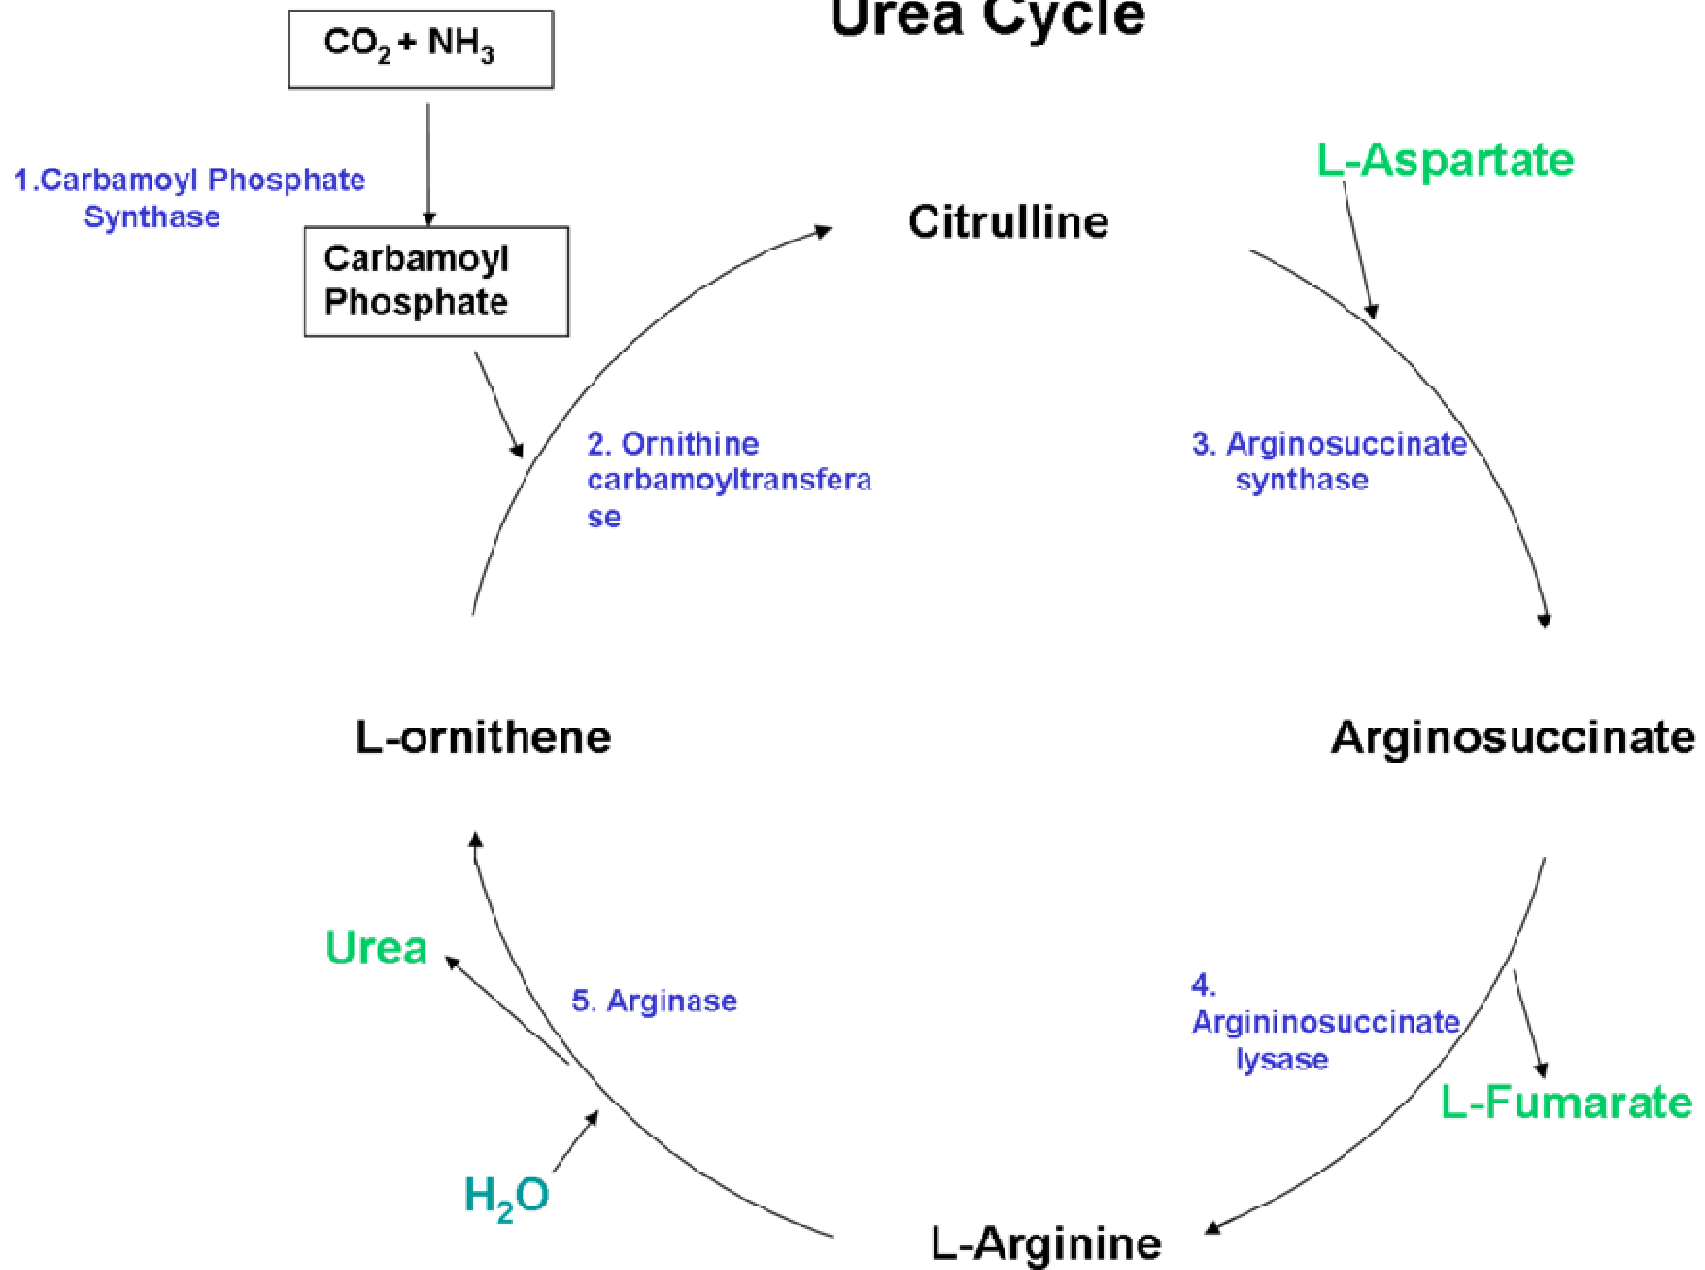 Urea Cycle
CO₂ + NH₃
1.Carbamoyl Phosphate
Synthase
Carbamoyl
Phosphate
L-Aspartate
Citrulline
2. Ornithine
carbamoyltransfera
se
3. Arginosuccinate
synthase
L-ornithene
Arginosuccinate
Urea
5. Arginase
4.
Argininosuccinate
lysase
L-Fumarate
H₂O
L-Arginine